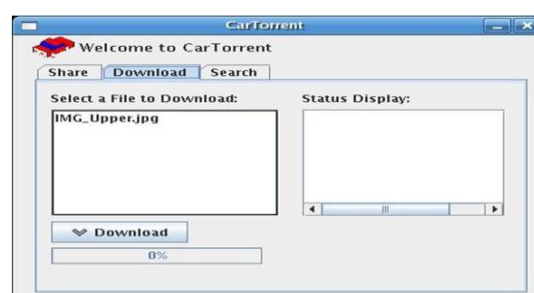 CarTorrent
Welcome to CarTorrent
Share Download Search
Select a File to Download:
IMG_Upper.jpg
Status Display:
Download
0%